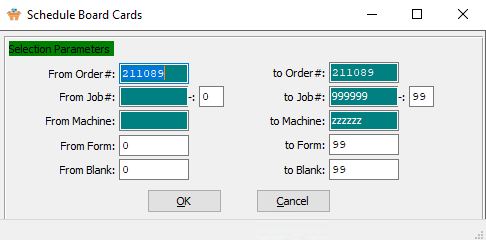 Schedule Board Cards
Selection Parameters
From Order#: 211089 to Order#: 211089
From Job#: -: 0 to Job#: 999999 -: 99
From Machine: to Machine: zzzzzz
From Form: 0 to Form: 99
From Blank: 0 to Blank: 99
OK Cancel